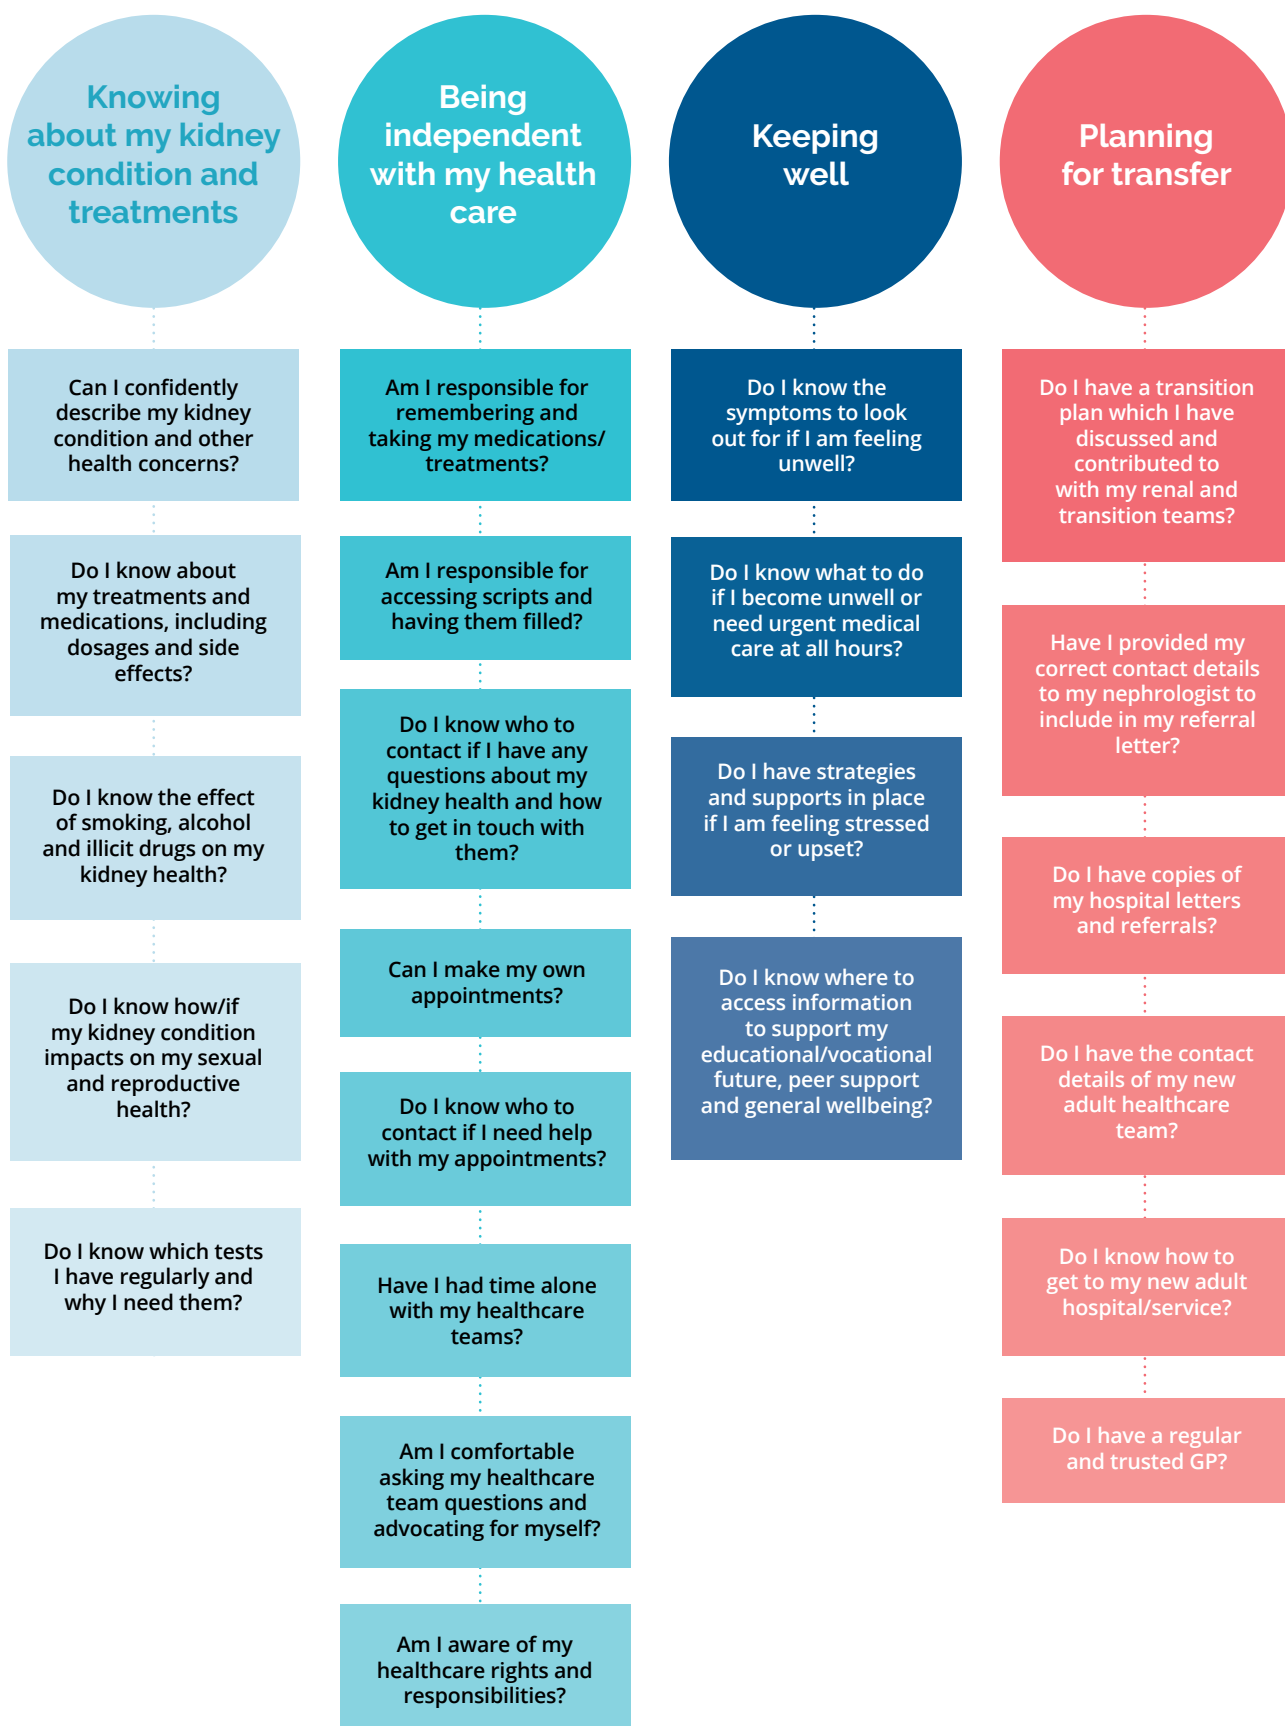 Knowing
about my kidney
condition and
treatments
Can I confidently
describe my kidney
condition and other
health concerns?
Do I know about
my treatments and
medications, including
dosages and side
effects?
Do I know the effect
of smoking, alcohol
and illicit drugs on my
kidney health?
Do I know how/if
my kidney condition
impacts on my sexual
and reproductive
health?
Do I know which tests
I have regularly and
why I need them?
Being
independent
with my health
care
Am I responsible for
remembering and
taking my medications/
treatments?
Am I responsible for
accessing scripts and
having them filled?
Do I know who to
contact if I have any
questions about my
kidney health and how
to get in touch with
them?
Can I make my own
appointments?
Do I know who to
contact if I need help
with my appointments?
Have I had time alone
with my healthcare
teams?
Am I comfortable
asking my healthcare
team questions and
advocating for myself?
Am I aware of my
healthcare rights and
responsibilities?
Keeping
well
Do I know the
symptoms to look
out for if I am feeling
unwell?
Do I know what to do
if I become unwell or
need urgent medical
care at all hours?
Do I have strategies
and supports in place
if I am feeling stressed
or upset?
Do I know where to
access information
to support my
educational/vocational
future, peer support
and general wellbeing?
Planning
for transfer
Do I have a transition
plan which I have
discussed and
contributed to
with my renal and
transition teams?
Have I provided my
correct contact details
to my nephrologist to
include in my referral
letter?
Do I have copies of
my hospital letters
and referrals?
Do I have the contact
details of my new
adult healthcare
team?
Do I know how to
get to my new adult
hospital/service?
Do I have a regular
and trusted GP?